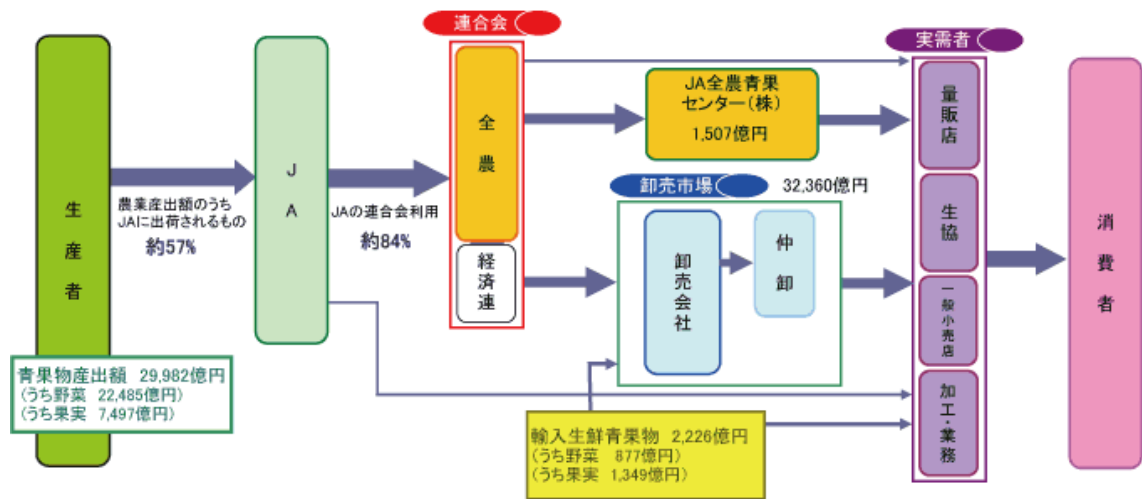 連合会
実需者
生産者
農業産出額のうち
JAに出荷されるもの
約57%
JA
JAの連合会利用
約84%
全農
経済連
JA全農青果
センター(株)
1,507億円
卸売市場
32,360億円
卸売会社
仲卸
量販店
生協
一般小売店
加工・業務
消費者
青果物産出額 29,982億円
(うち野菜 22,485億円)
(うち果実 7,497億円)
輸入生鮮青果物 2,226億円
(うち野菜 877億円)
(うち果実 1,349億円)